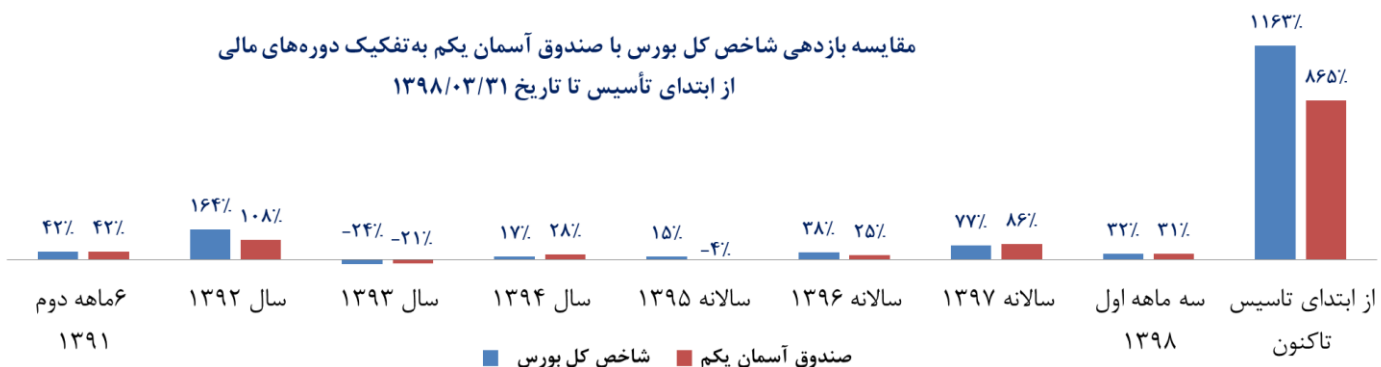 مقایسه بازدهی شاخص کل بورس با صندوق آسمان یکم به‌تفکیک دوره‌های مالی
از ابتدای تأسیس تا تاریخ ۱۳۹۸/۰۳/۳۱
۴۲٪ ۴۲٪
۱۶۴٪ ۱۰۸٪
-۲۴٪ -۲۱٪
۱۷٪ ۲۸٪
۱۵٪ -۴٪
۳۸٪ ۲۵٪
۷۷٪ ۸۶٪
۳۲٪ ۳۱٪
۱۱۶۳٪ ۸۶۵٪
۶ماهه دوم
۱۳۹۱
سال ۱۳۹۲
سال ۱۳۹۳
سال ۱۳۹۴
سالانه ۱۳۹۵
سالانه ۱۳۹۶
سالانه ۱۳۹۷
سه ماهه اول
۱۳۹۸
از ابتدای تاسیس
تاکنون
شاخص کل بورس
صندوق آسمان یکم